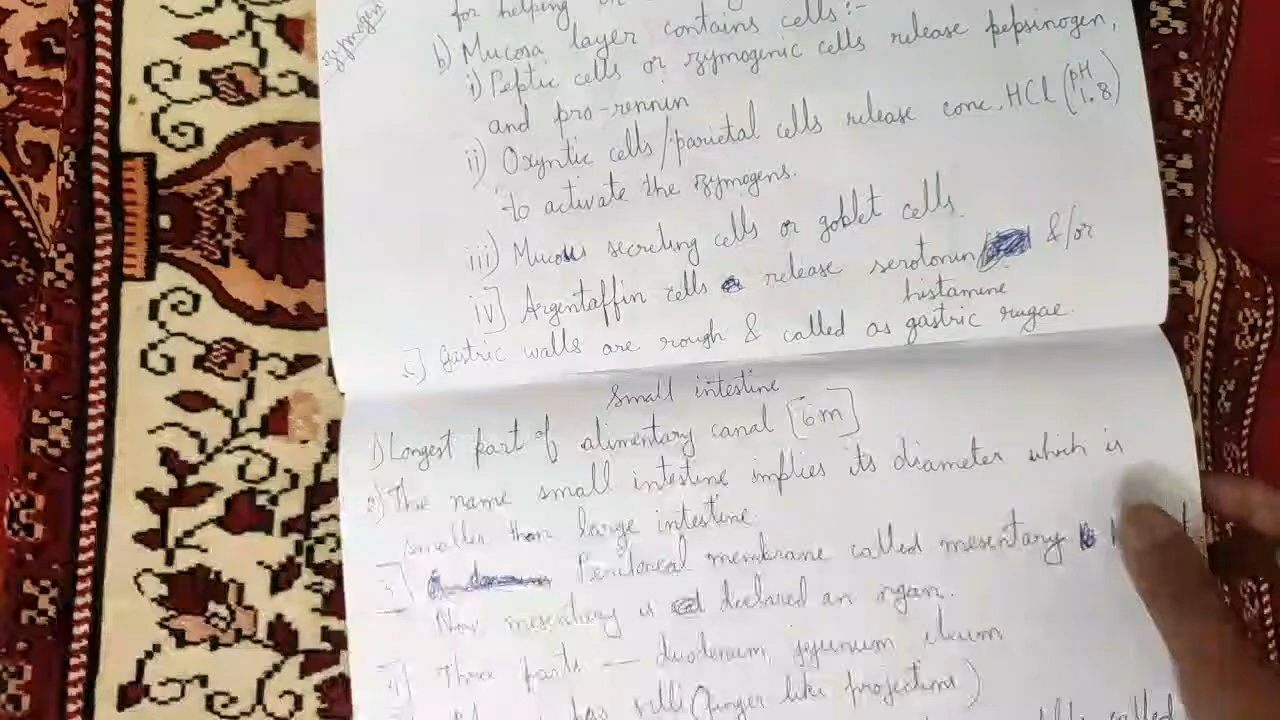 Zymogen
for helping
b) Mucosa layer contains cells:-
i) Peptic cells or zymogenic cells release pepsinogen,
and pro-rennin
ii) Oxyntic cells/parietal cells release conc. HCl (pH 1.8)
to activate the zymogens.
iii) Mucous secreting cells or goblet cells.
iv] Argentaffin cells release serotonin &/or
histamine
Gastric walls are rough & called as gastric rugae.
Small intestine
1) Longest part of alimentary canal [6m]
2) The name small intestine implies its diameter which is
smaller than large intestine.
3] Peritoneal membrane called mesentary
Now mesentery is declared an organ.
4] Three parts — duodenum, jejunum, ileum
has villi (finger like projections)
called